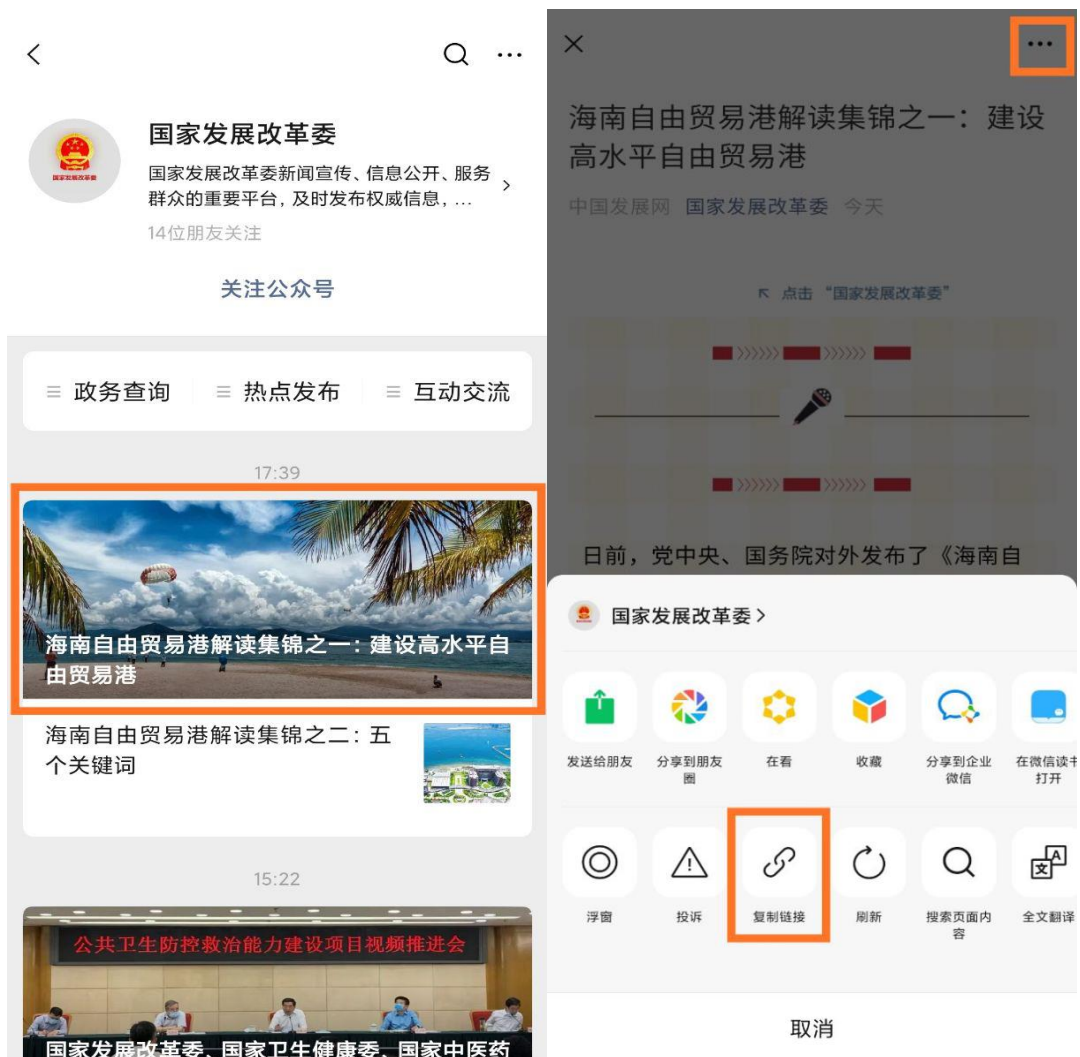 国家发展改革委
国家发展改革委新闻宣传、信息公开、服务
群众的重要平台，及时发布权威信息，...
14位朋友关注
关注公众号
政务查询
热点发布
互动交流
17:39
海南自由贸易港解读集锦之一：建设高水平自
由贸易港
海南自由贸易港解读集锦之二：五
个关键词
15:22
公共卫生防控救治能力建设项目视频推进会
国家发展改革委、国家卫生健康委、国家中医药
海南自由贸易港解读集锦之一：建设
高水平自由贸易港
中国发展网 国家发展改革委 今天
点击“国家发展改革委”
日前，党中央、国务院对外发布了《海南自
国家发展改革委
发送给朋友
分享到朋友
圈
在看
收藏
分享到企业
微信
在微信读书
打开
浮窗
投诉
复制链接
刷新
搜索页面内
容
全文翻译
取消